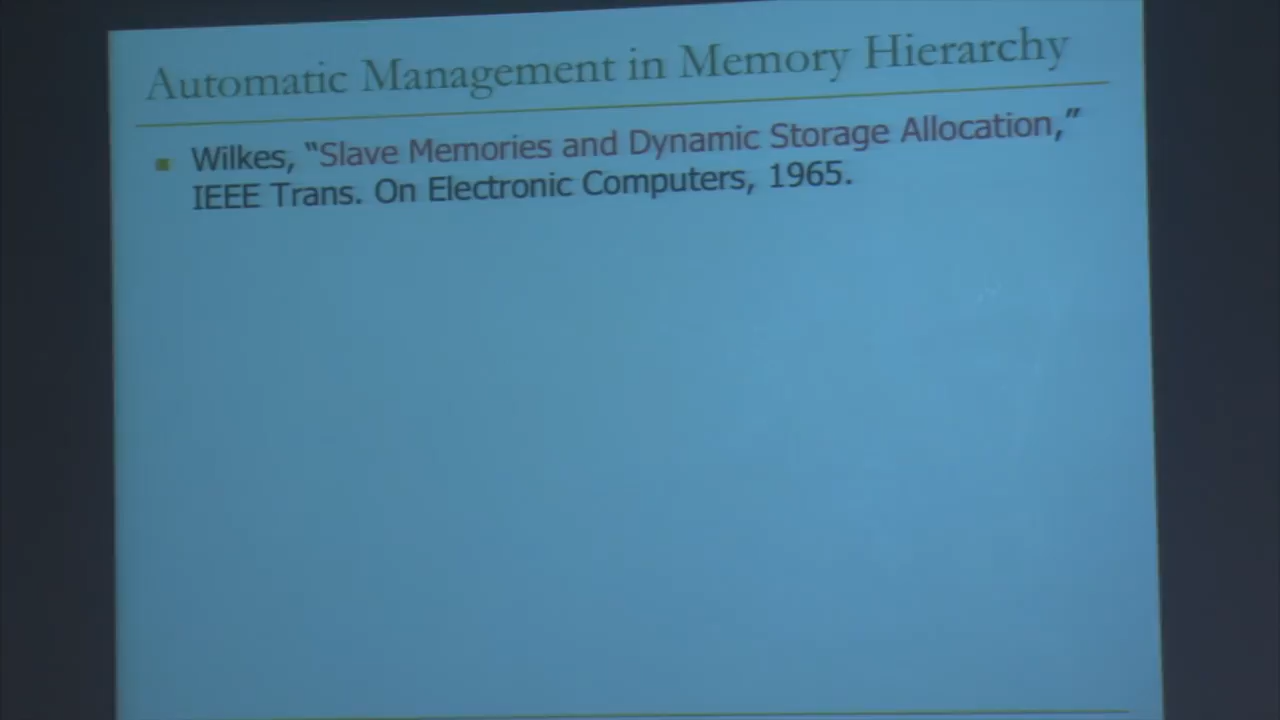 Automatic Management in Memory Hierarchy
Wilkes, “Slave Memories and Dynamic Storage Allocation,”
IEEE Trans. On Electronic Computers, 1965.